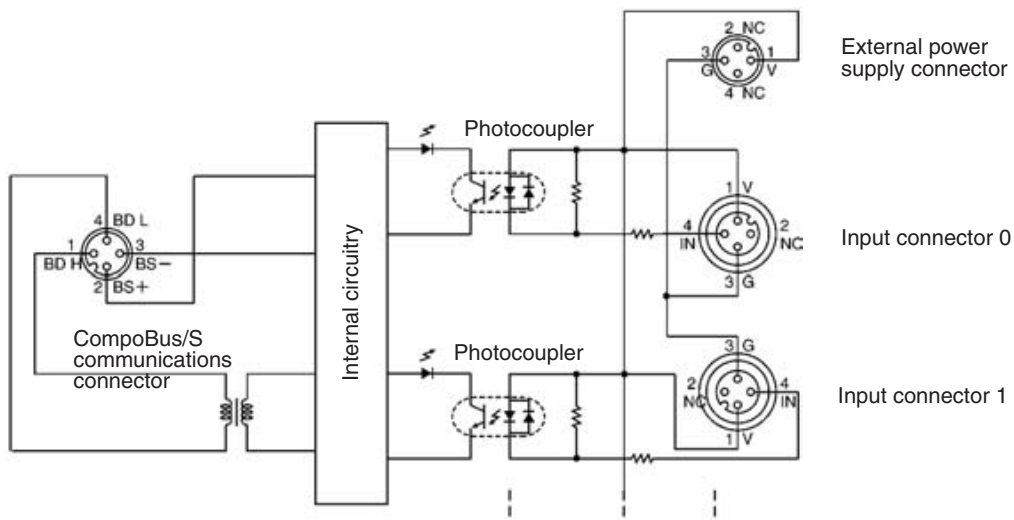 2 NC
3
1
G
V
4 NC
External power
supply connector
Photocoupler
1 V
4
IN
2
NC
3 G
Input connector 0
4 BD L
1
3
BD H
BS−
2 BS+
CompoBus/S
communications
connector
Internal circuitry
Photocoupler
3 G
2
NC
4
IN
1 V
Input connector 1